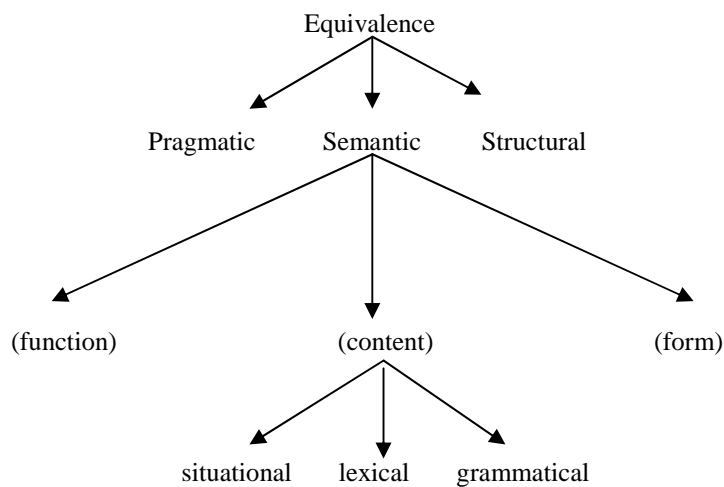 Equivalence
Pragmatic Semantic Structural
(function) (content) (form)
situational lexical grammatical